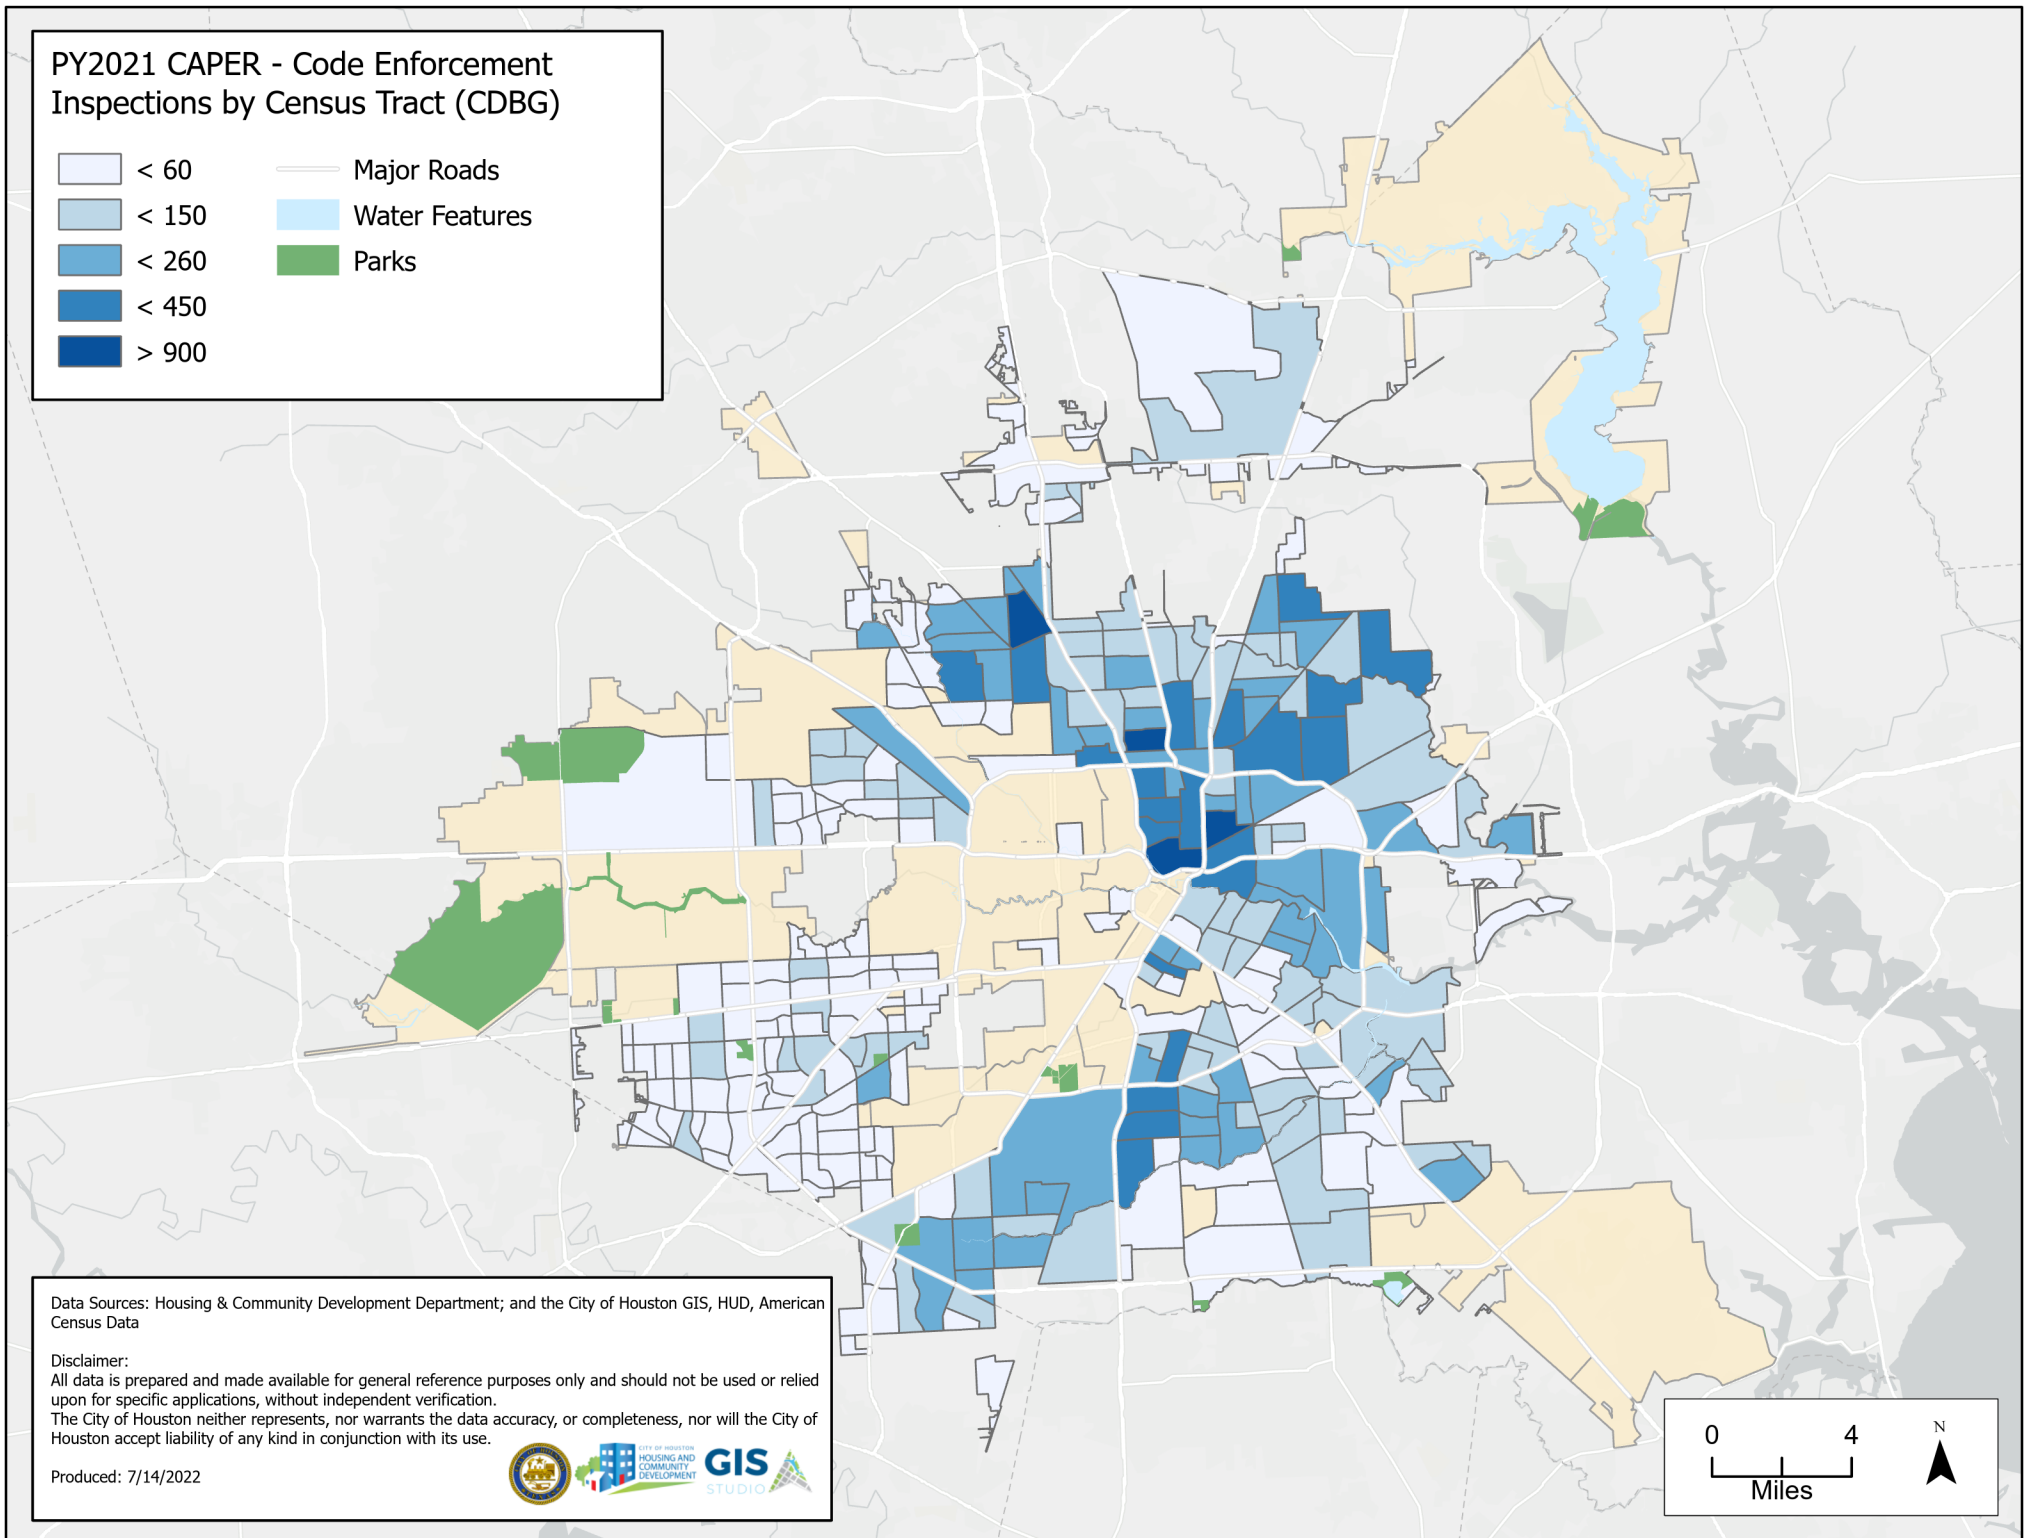 PY2021 CAPER - Code Enforcement
Inspections by Census Tract (CDBG)
< 60
Major Roads
< 150
Water Features
< 260
Parks
< 450
> 900
Data Sources: Housing & Community Development Department; and the City of Houston GIS, HUD, American
Census Data
Disclaimer:
All data is prepared and made available for general reference purposes only and should not be used or relied
upon for specific applications, without independent verification.
The City of Houston neither represents, nor warrants the data accuracy, or completeness, nor will the City of
Houston accept liability of any kind in conjunction with its use.
Produced: 7/14/2022
CITY OF HOUSTON
HOUSING AND
COMMUNITY
DEVELOPMENT
GIS
STUDIO
0 4
Miles
N